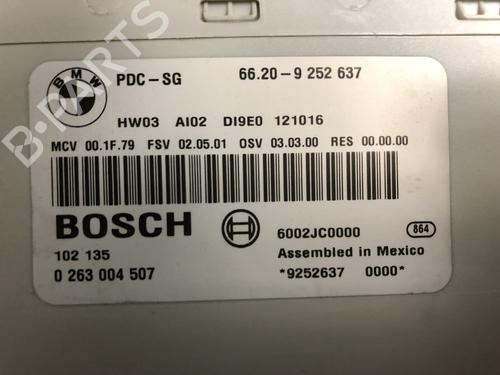 BMW
PDC-SG 66.20-9 252 637
HW03 AI02 DI9E0 121016
MCV 00.1F.79 FSV 02.05.01 OSV 03.03.00 RES 00.00.00
BOSCH
6002JC0000 864
102 135 Assembled in Mexico
0 263 004 507 *9252637 0000*
B-Parts